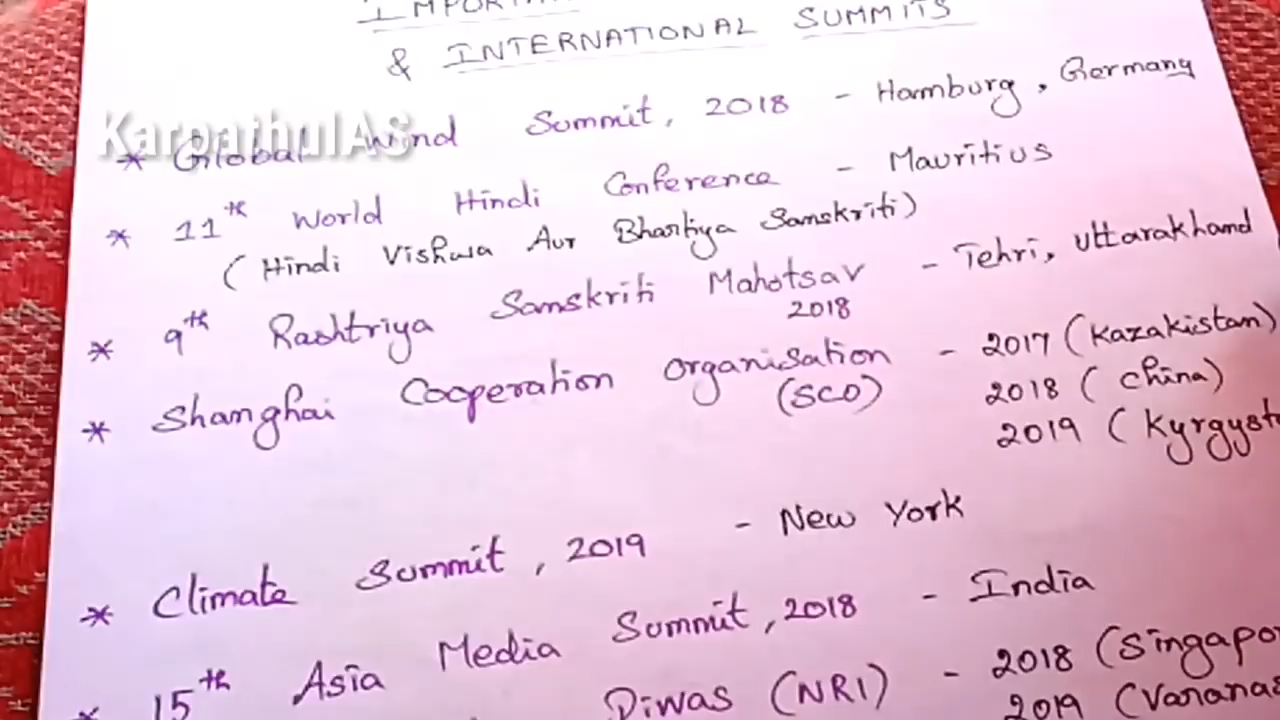 & INTERNATIONAL SUMMITS
KarpathuIAS
* Global Wind Summit, 2018 - Hamburg, Germany
* 11th World Hindi Conference - Mauritius
(Hindi Vishwa Aur Bhartiya Sanskriti)
* 9th Rashtriya Sanskriti Mahotsav - Tehri, Uttarakhand
2018
* Shanghai Cooperation Organisation - 2017 (Kazakistan)
(SCO) 2018 (China)
2019 (Kyrgyst
* Climate Summit, 2019 - New York
* 15th Asia Media Summit, 2018 - India
Diwas (NRI) - 2018 (Singapo
2019 (Varanas